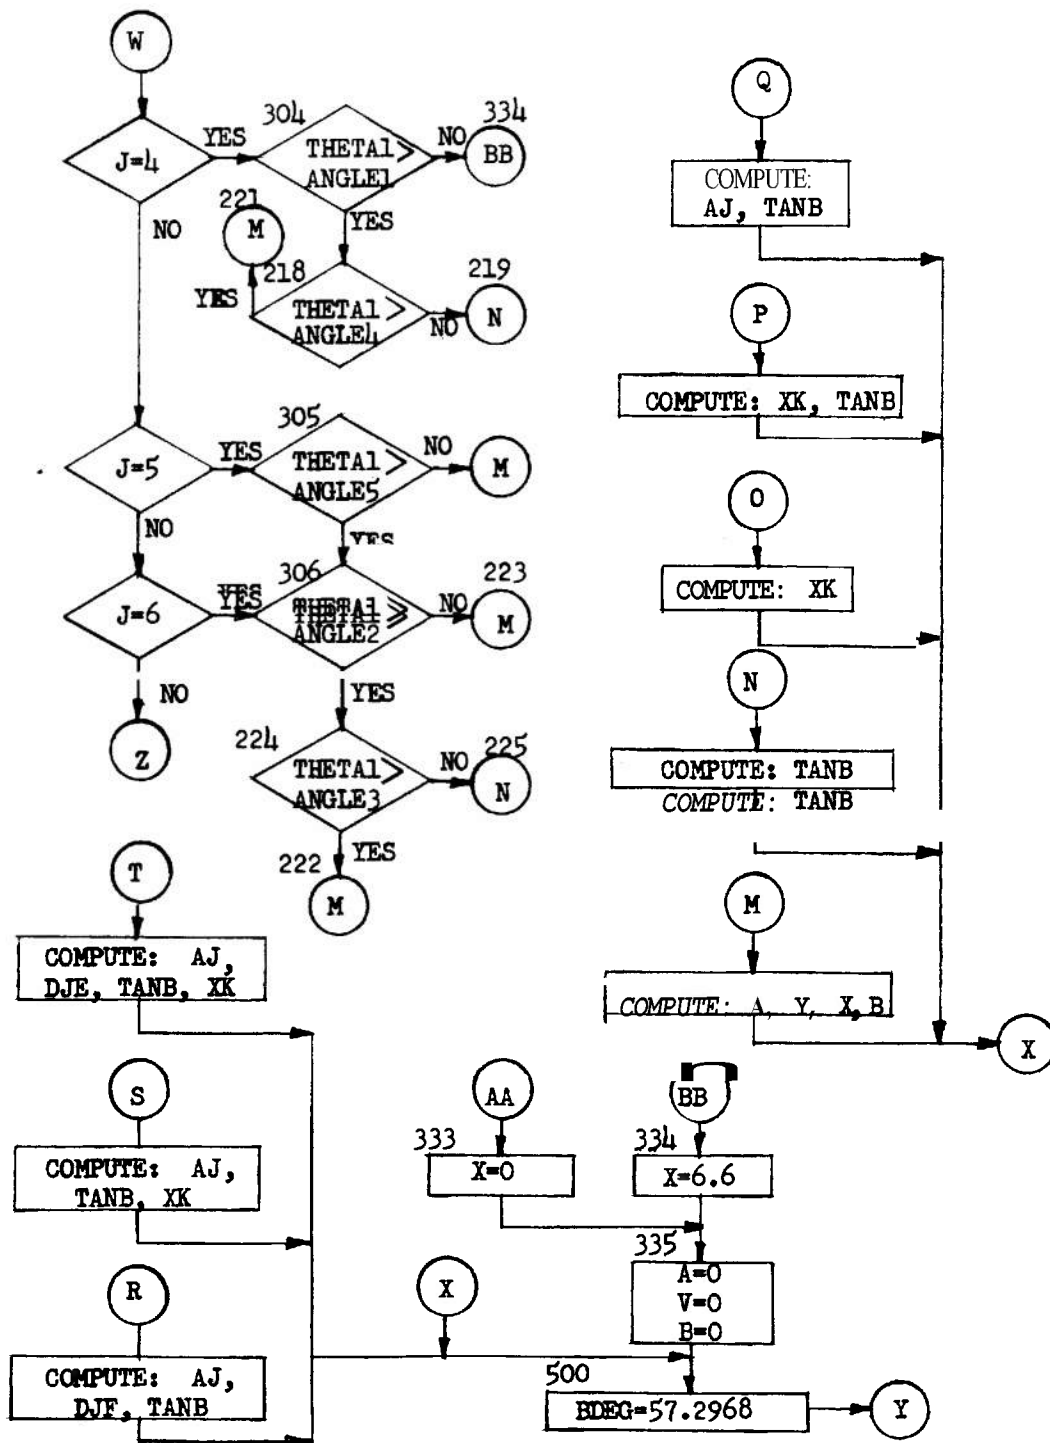 W
J=4
YES
304
THETA1 >
ANGLE1
NO
334
BB
NO
YES
221
M
218
YES
THETA1 >
ANGLE4
NO
219
N
J=5
YES
305
THETA1 >
ANGLE5
NO
M
NO
YES
J=6
YES
306
THETA1 ≥
ANGLE2
NO
223
M
NO
Z
YES
224
THETA1 >
ANGLE3
NO
225
N
YES
222
M
Q
COMPUTE:
AJ, TANB
P
COMPUTE: XK, TANB
O
COMPUTE: XK
N
COMPUTE: TANB
COMPUTE: TANB
M
COMPUTE: A, Y, X, B
X
T
COMPUTE: AJ,
DJE, TANB, XK
S
COMPUTE: AJ,
TANB, XK
R
COMPUTE: AJ,
DJF, TANB
AA
333
X=0
BB
334
X=6.6
335
A=0
V=0
B=0
X
500
BDEG=57.2968
Y